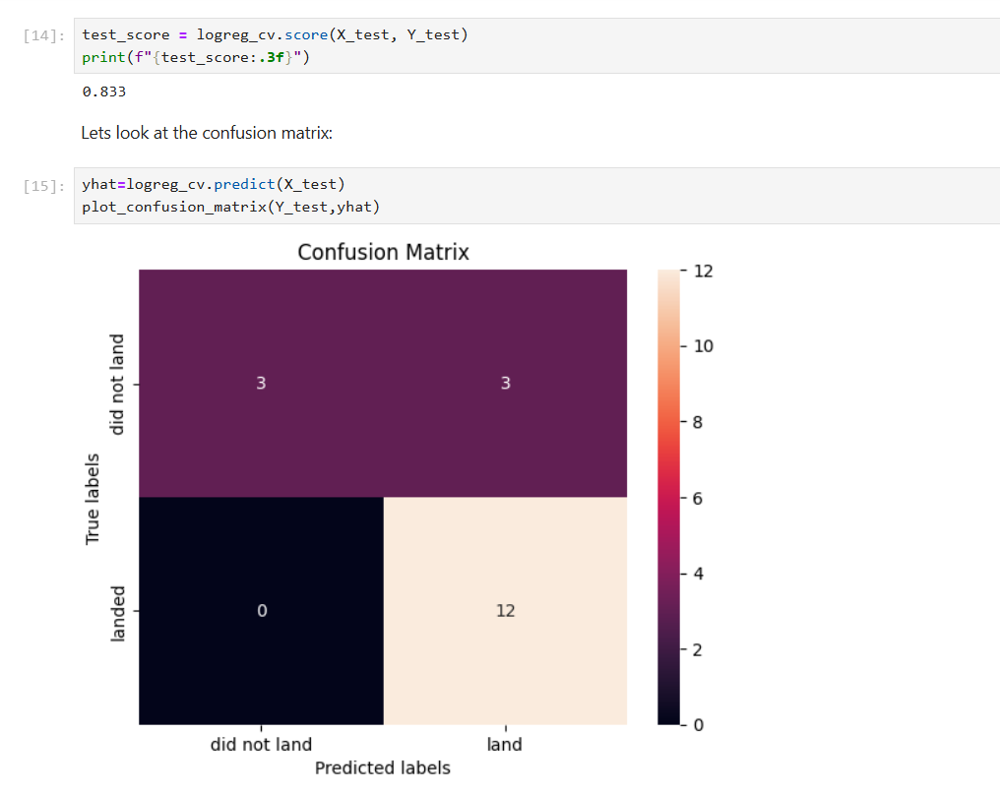 [14]:
test_score = logreg_cv.score(X_test, Y_test)
print(f"{test_score:.3f}")
0.833
Lets look at the confusion matrix:
[15]:
yhat=logreg_cv.predict(X_test)
plot_confusion_matrix(Y_test,yhat)
Confusion Matrix
True labels
did not land
landed
3
3
0
12
did not land
land
Predicted labels
12
10
8
6
4
2
0